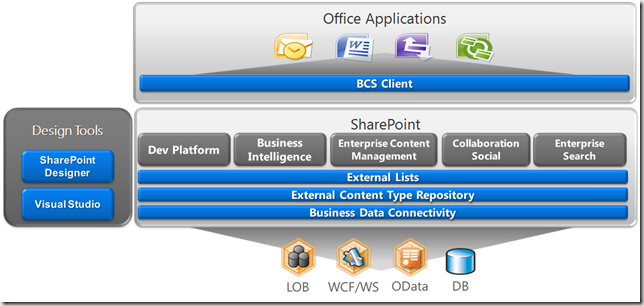 Office Applications
W
BCS Client
Design Tools
SharePoint
Designer
Visual Studio
SharePoint
Dev Platform
Business
Intelligence
Enterprise Content
Management
Collaboration
Social
Enterprise
Search
External Lists
External Content Type Repository
Business Data Connectivity
LOB
WCF/WS
OData
DB